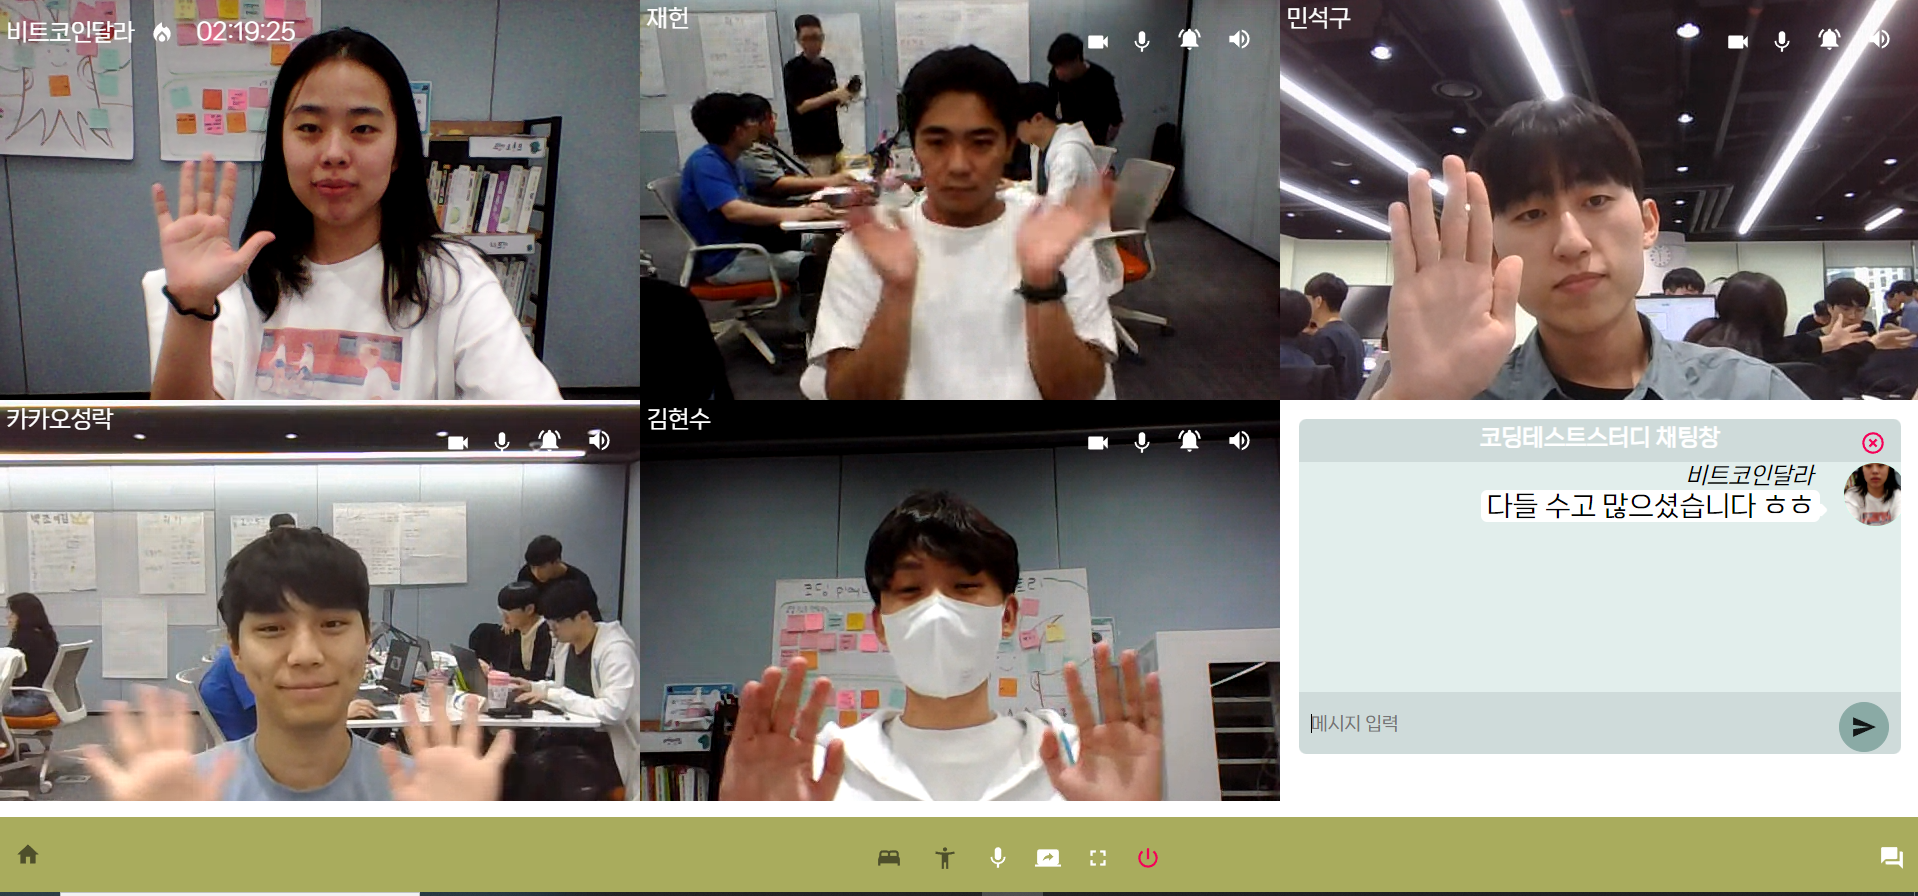 비트코인달라 02:19:25
재헌
민석구
카카오성락
김현수
코딩테스트스터디 채팅창
비트코인달라
다들 수고 많으셨습니다 ㅎㅎ
메시지 입력
코딩